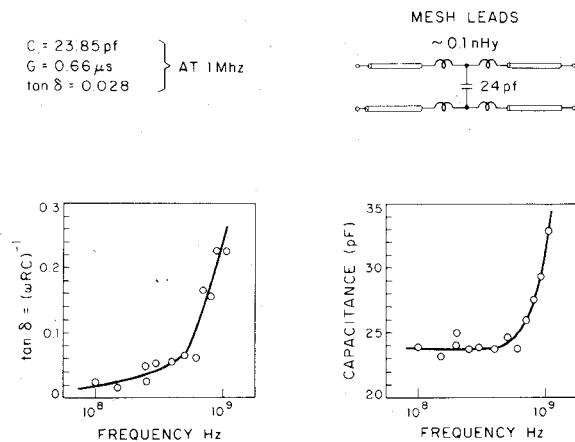 C = 23.85 pf
G = 0.66 μs
tan δ = 0.028
AT 1 Mhz
MESH LEADS
~ 0.1 nHy
24 pf
0.3
0.2
0.1
0
tan δ = (ωRC)⁻¹
10⁸
10⁹
FREQUENCY Hz
35
30
25
20
CAPACITANCE (pF)
10⁸
10⁹
FREQUENCY Hz